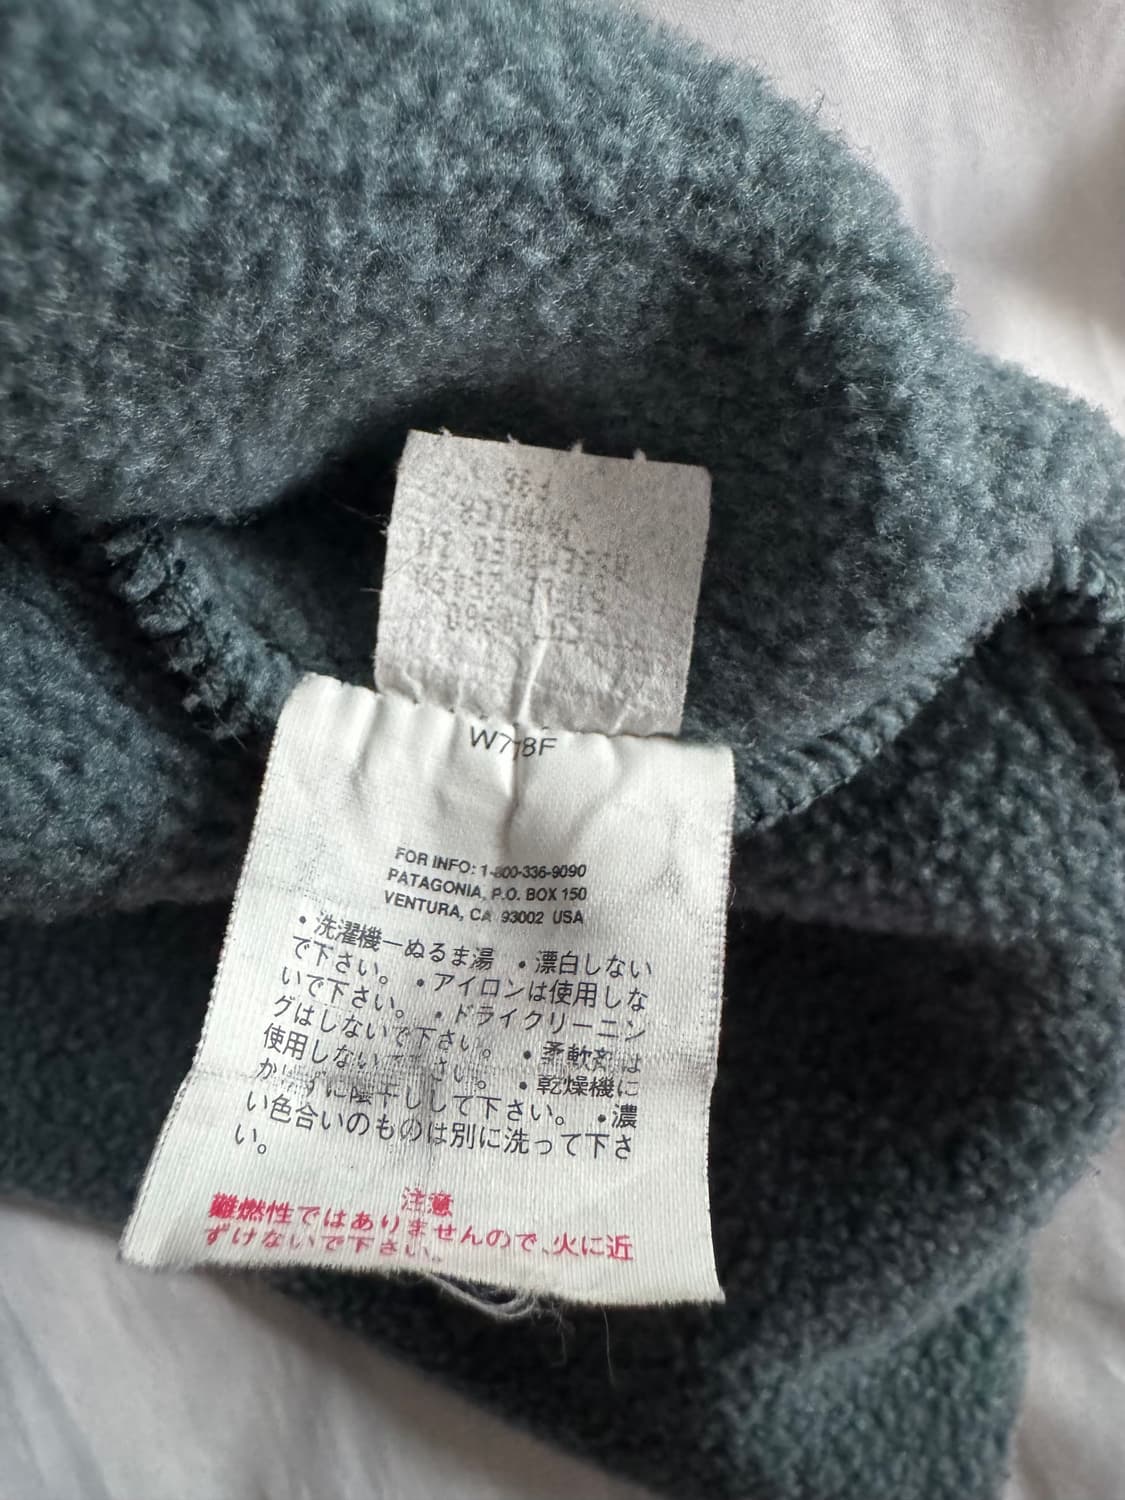 W778F
FOR INFO: 1-800-336-9090
PATAGONIA, P.O. BOX 150
VENTURA, CA 93002 USA
・洗濯機ーぬるま湯 ・漂白しない
で下さい。 ・アイロンは使用しな
いで下さい。 ・ドライクリーニン
グはしないで下さい。 ・柔軟剤は
使用しないで下さい。 ・乾燥機に
かけずに陰干しして下さい。 ・濃
い色合いのものは別に洗って下さ
い。
注意
難燃性ではありませんので、火に近
ずけないで下さい。